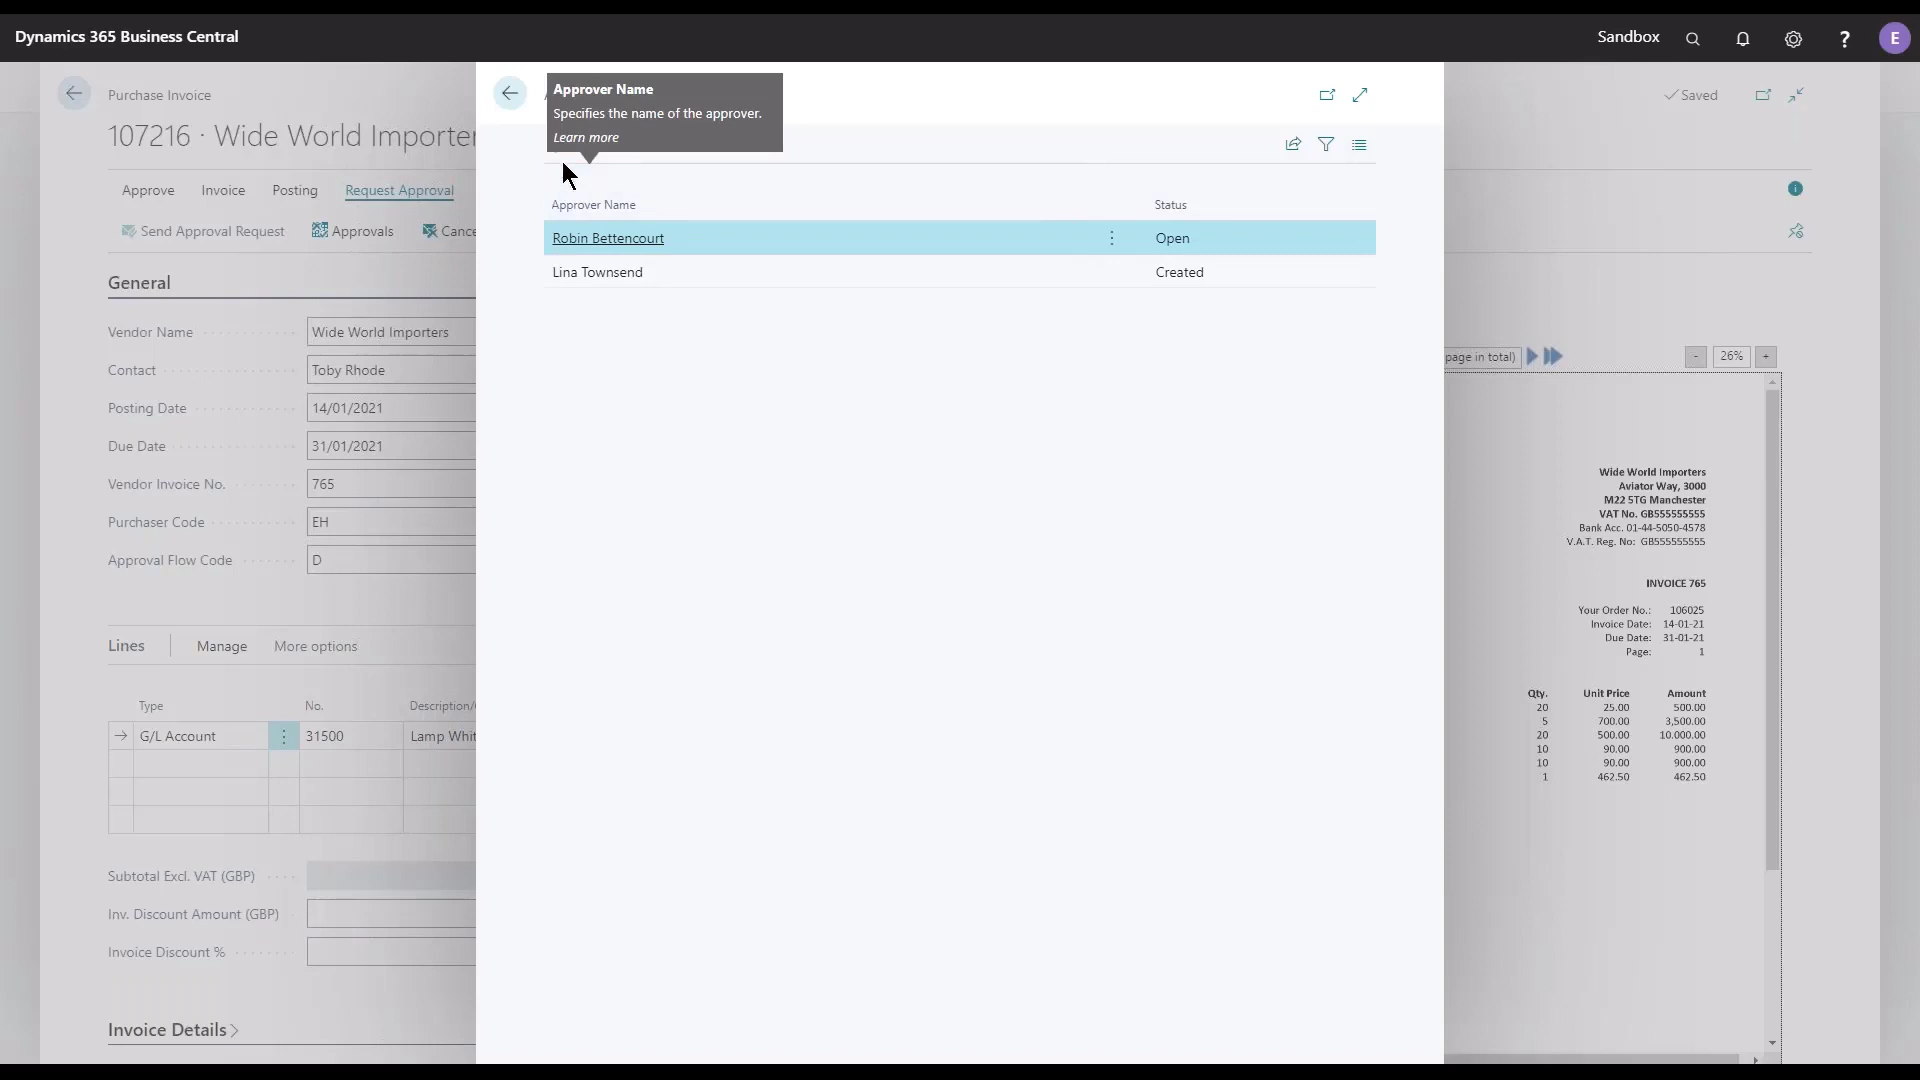 Dynamics 365 Business Central
Sandbox
?
E
Purchase Invoice
Saved
107216 · Wide World Importer
Approve
Invoice
Posting
Request Approval
Send Approval Request
Approvals
Cance
General
Vendor Name
Wide World Importers
Contact
Toby Rhode
Posting Date
14/01/2021
Due Date
31/01/2021
Vendor Invoice No.
765
Purchaser Code
EH
Approval Flow Code
D
Lines
Manage
More options
Type
No.
Description/
G/L Account
31500
Lamp Whit
Subtotal Excl. VAT (GBP)
Inv. Discount Amount (GBP)
Invoice Discount %
Invoice Details
Approver Name
Specifies the name of the approver.
Learn more
Approver Name
Status
Robin Bettencourt
Open
Lina Townsend
Created
page in total)
-
26%
+
Wide World Importers
Aviator Way, 3000
M22 5TG Manchester
VAT No. GB555555555
Bank Acc. 01-44-5050-4578
V.A.T. Reg. No: GB555555555
INVOICE 765
Your Order No.: 106025
Invoice Date: 14-01-21
Due Date: 31-01-21
Page: 1
Qty. Unit Price Amount
20 25.00 500.00
5 700.00 3,500.00
20 500.00 10.000.00
10 90.00 900.00
10 90.00 900.00
1 462.50 462.50